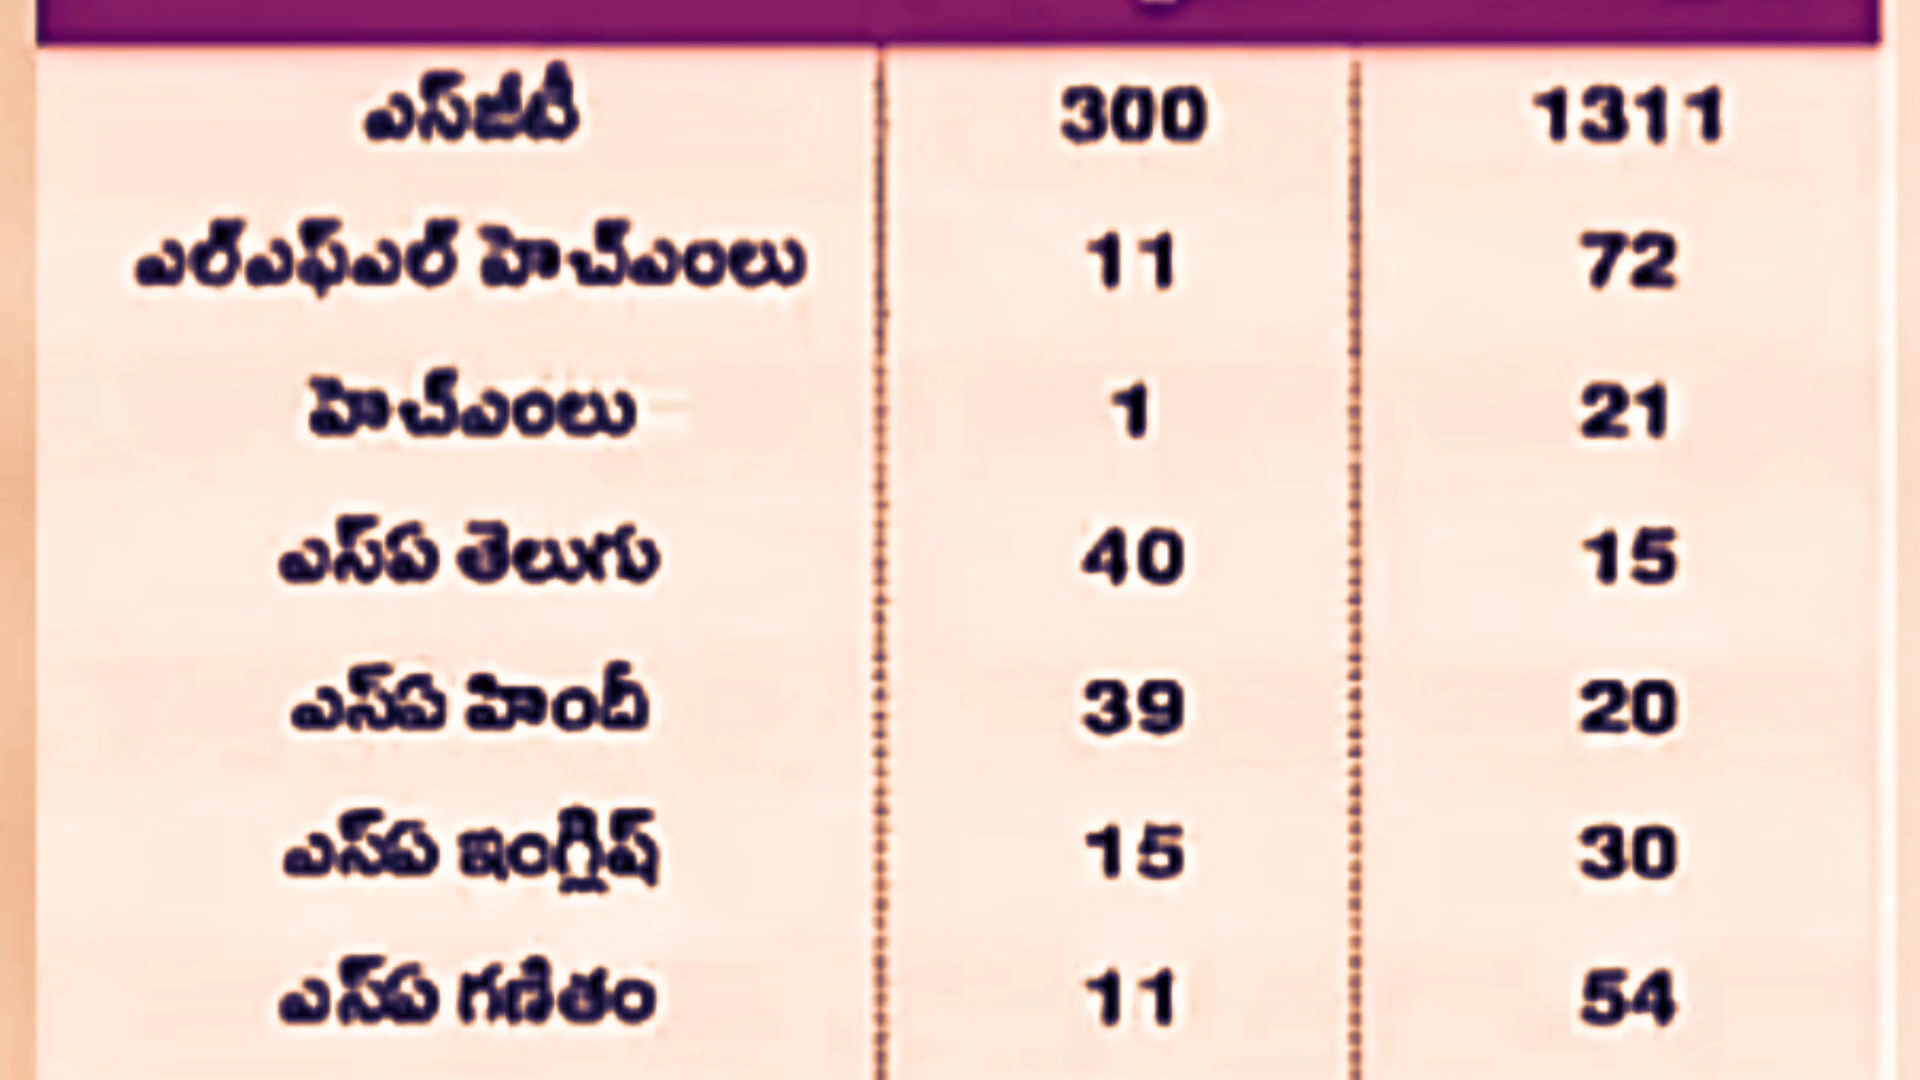 ఎస్‌జీటీ 300 1311
ఎల్ఎఫ్ఎల్ హెచ్ఎంలు 11 72
హెచ్ఎంలు 1 21
ఎస్ఏ తెలుగు 40 15
ఎస్ఏ హిందీ 39 20
ఎస్ఏ ఇంగ్లిష్ 15 30
ఎస్ఏ గణితం 11 54